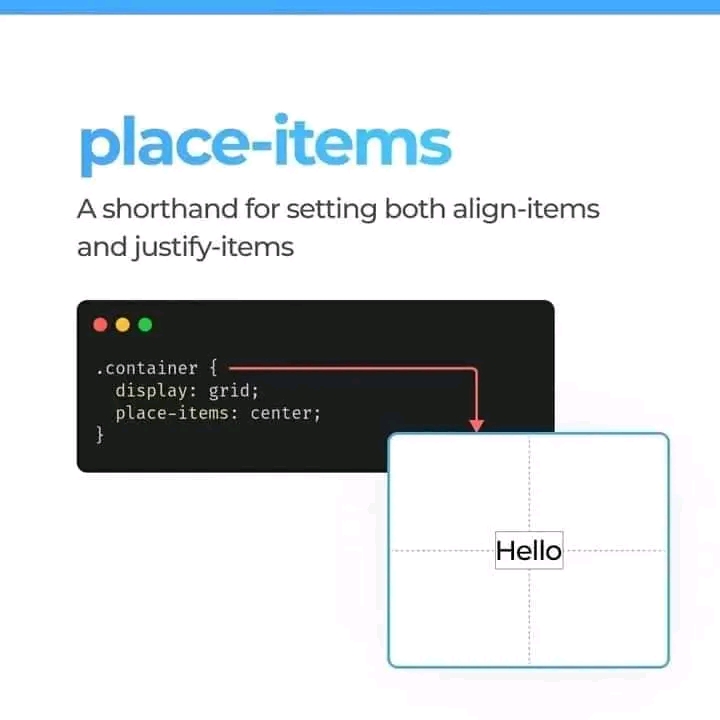 place-items
A shorthand for setting both align-items
and justify-items
.container {
display: grid;
place-items: center;
}
Hello